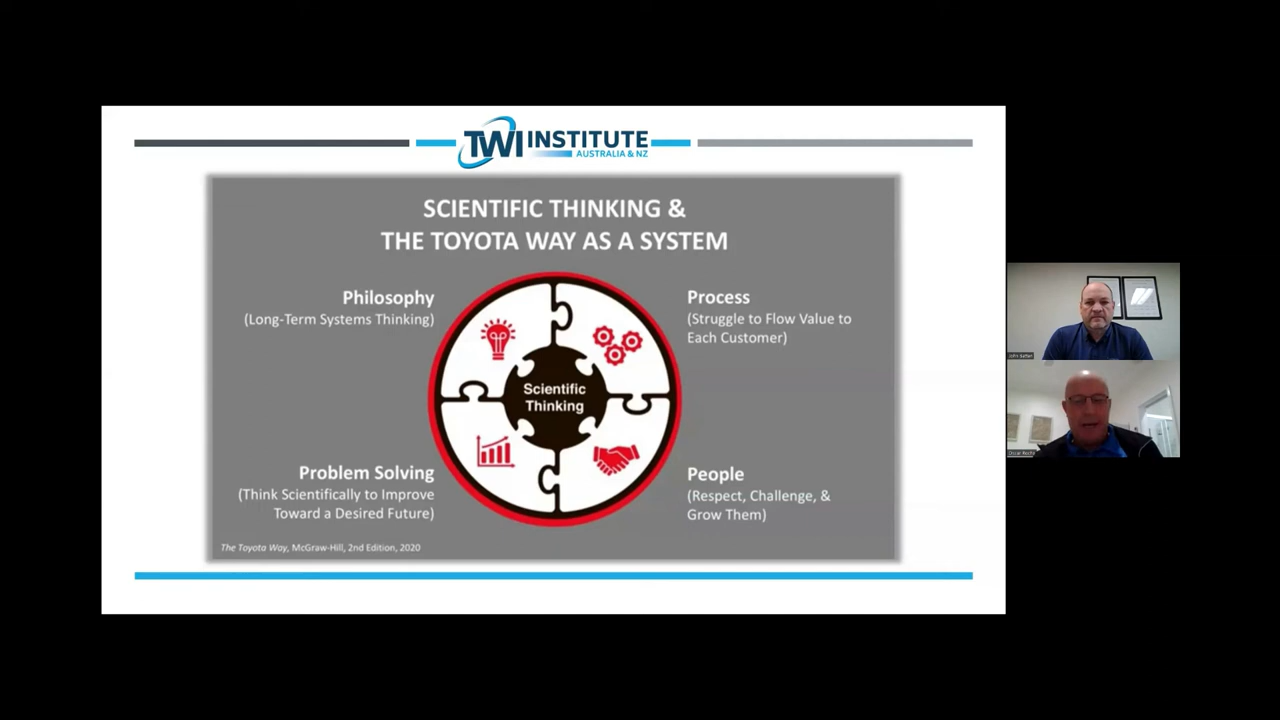 TWI INSTITUTE
AUSTRALIA & NZ
SCIENTIFIC THINKING &
THE TOYOTA WAY AS A SYSTEM
Philosophy
(Long-Term Systems Thinking)
Process
(Struggle to Flow Value to
Each Customer)
Scientific
Thinking
Problem Solving
(Think Scientifically to Improve
Toward a Desired Future)
People
(Respect, Challenge, &
Grow Them)
The Toyota Way, McGraw-Hill, 2nd Edition, 2020
John
Oscar